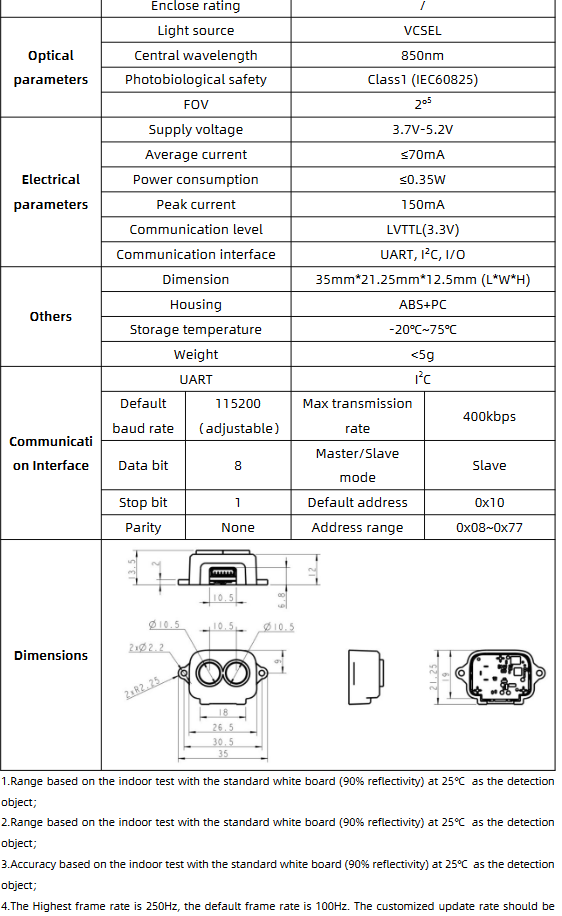 Enclose rating /
Optical parameters
Light source VCSEL
Central wavelength 850nm
Photobiological safety Class1 (IEC60825)
FOV 2º⁵
Electrical parameters
Supply voltage 3.7V-5.2V
Average current ≤70mA
Power consumption ≤0.35W
Peak current 150mA
Communication level LVTTL(3.3V)
Communication interface UART, I²C, I/O
Others
Dimension 35mm*21.25mm*12.5mm (L*W*H)
Housing ABS+PC
Storage temperature -20℃~75℃
Weight <5g
Communicati
on Interface
UART I²C
Default baud rate 115200 (adjustable) Max transmission rate 400kbps
Data bit 8 Master/Slave mode Slave
Stop bit 1 Default address 0x10
Parity None Address range 0x08~0x77
Dimensions
13.5
2
12
10.5
6.8
Ø10.5 10.5 Ø10.5
2xØ2.2
9
2xR2.25
18
26.5
30.5
35
21.25
19
1.Range based on the indoor test with the standard white board (90% reflectivity) at 25℃ as the detection
object;
2.Range based on the indoor test with the standard white board (90% reflectivity) at 25℃ as the detection
object;
3.Accuracy based on the indoor test with the standard white board (90% reflectivity) at 25℃ as the detection
object;
4.The Highest frame rate is 250Hz, the default frame rate is 100Hz. The customized update rate should be